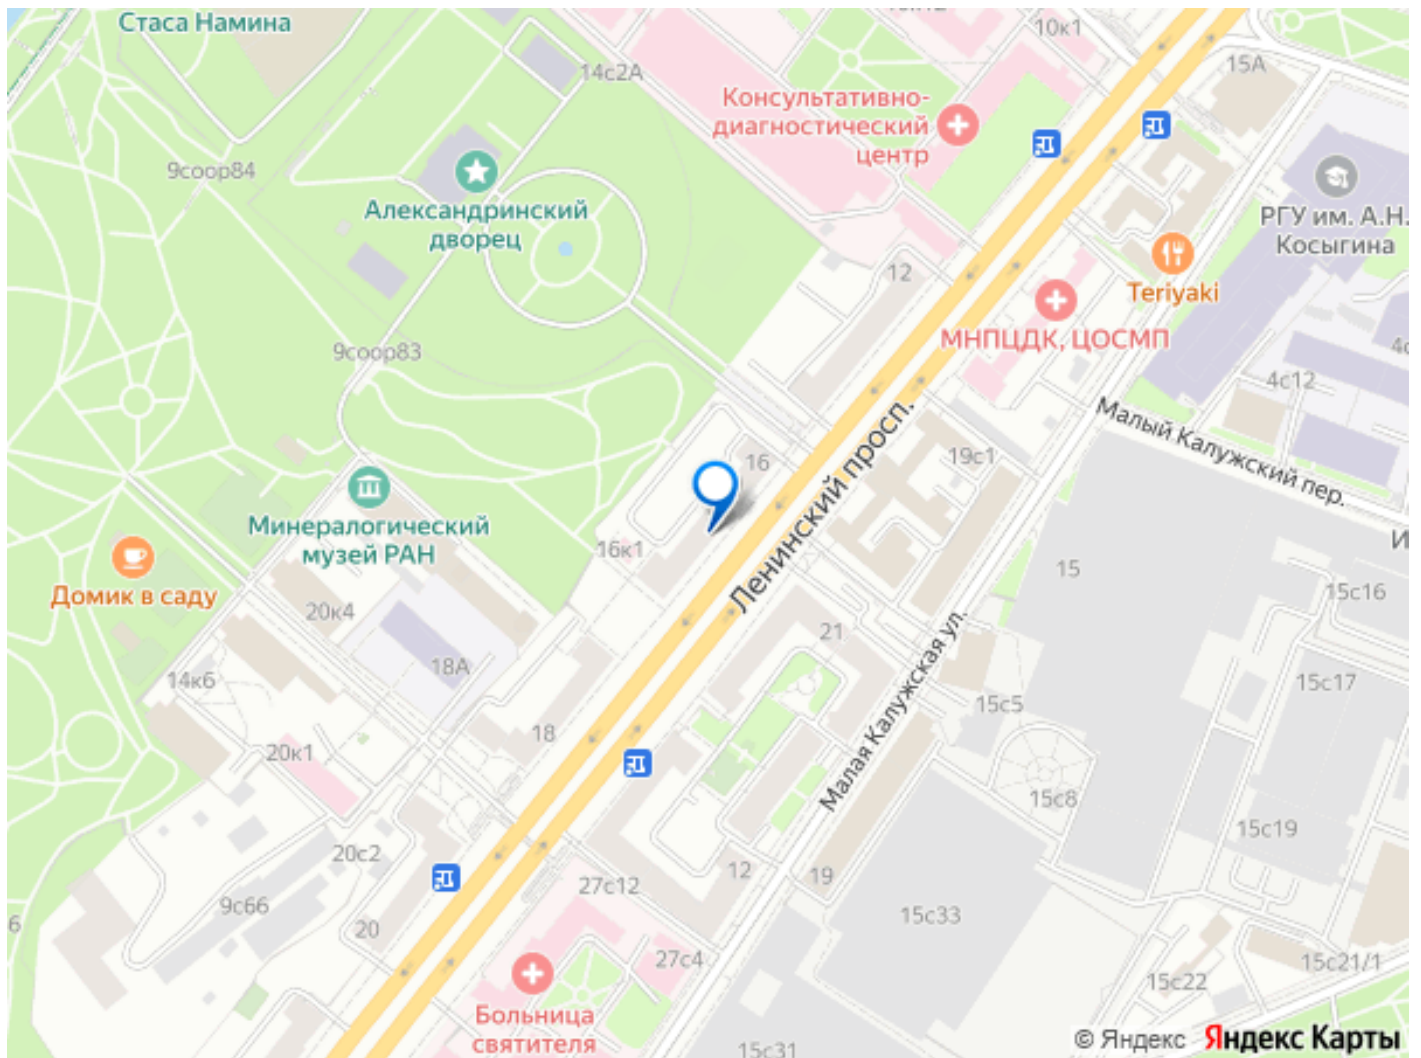 Стаса Намина
10к1
14с2А
15А
Консультативно-
диагностический
центр
9соор84
Александринский
дворец
РГУ им. А.Н.
Косыгина
12
Teriyaki
МНПЦДК, ЦОСМП
9соор83
4с12
Малый Калужский пер.
Ленинский просп.
16
19с1
Минералогический
музей РАН
16к1
Домик в саду
20к4
15
15с16
21
Малая Калужская ул.
18А
14к6
15с17
15с5
18
20к1
15с8
15с19
20с2
12
19
27с12
9с66
15с33
20
27с4
15с22
15с21/1
Больница
святителя
15с31
© Яндекс Яндекс Карты